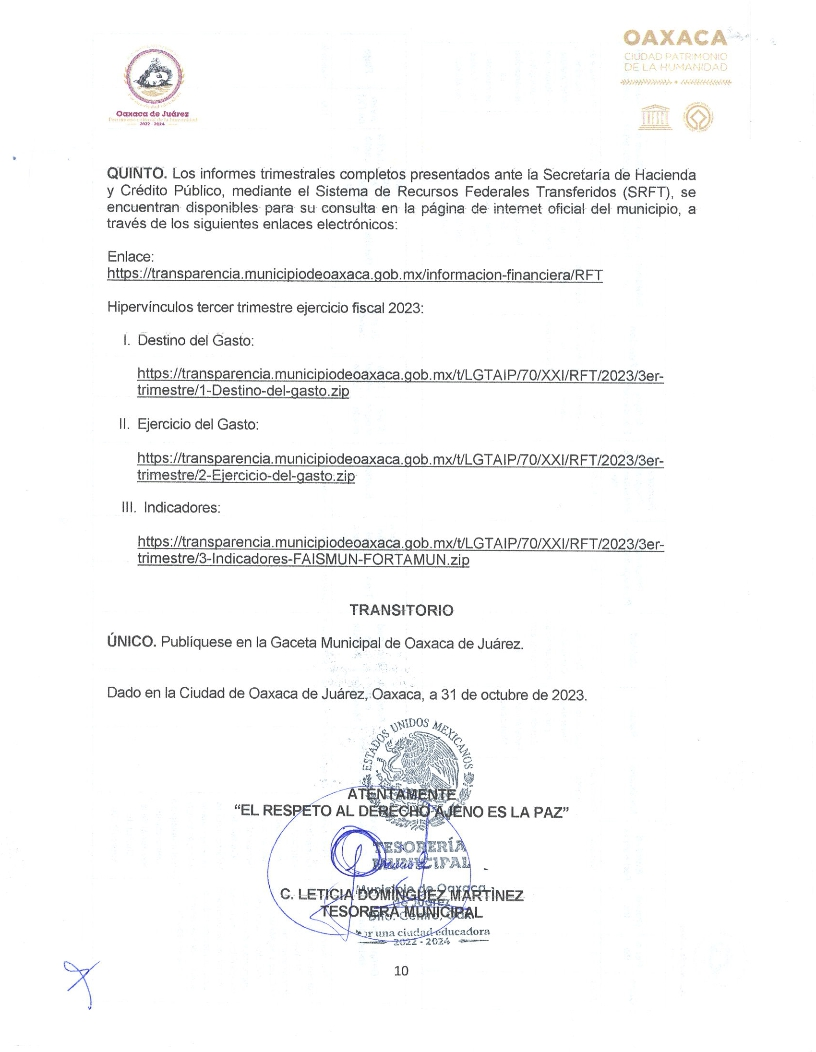 OAXACA
CIUDAD PATRIMONIO
DE LA HUMANIDAD
Oaxaca de Juárez
2022 - 2024
QUINTO. Los informes trimestrales completos presentados ante la Secretaría de Hacienda
y Crédito Público, mediante el Sistema de Recursos Federales Transferidos (SRFT), se
encuentran disponibles para su consulta en la página de internet oficial del municipio, a
través de los siguientes enlaces electrónicos:
Enlace:
https://transparencia.municipiodeoaxaca.gob.mx/informacion-financiera/RFT
Hipervínculos tercer trimestre ejercicio fiscal 2023:
I. Destino del Gasto:
https://transparencia.municipiodeoaxaca.gob.mx/t/LGTAIP/70/XXI/RFT/2023/3er-
trimestre/1-Destino-del-gasto.zip
II. Ejercicio del Gasto:
https://transparencia.municipiodeoaxaca.gob.mx/t/LGTAIP/70/XXI/RFT/2023/3er-
trimestre/2-Ejercicio-del-gasto.zip
III. Indicadores:
https://transparencia.municipiodeoaxaca.gob.mx/t/LGTAIP/70/XXI/RFT/2023/3er-
trimestre/3-Indicadores-FAISMUN-FORTAMUN.zip
TRANSITORIO
ÚNICO. Publíquese en la Gaceta Municipal de Oaxaca de Juárez.
Dado en la Ciudad de Oaxaca de Juárez, Oaxaca, a 31 de octubre de 2023.
ESTADOS UNIDOS MEXICANOS
ATENTAMENTE
"EL RESPETO AL DERECHO AJENO ES LA PAZ"
TESORERÍA
MUNICIPAL
Municipio de Oaxaca
de Juárez
C. LETICIA DOMÍNGUEZ MARTÍNEZ
TESORERA MUNICIPAL
una ciudad educadora
2022 - 2024
10